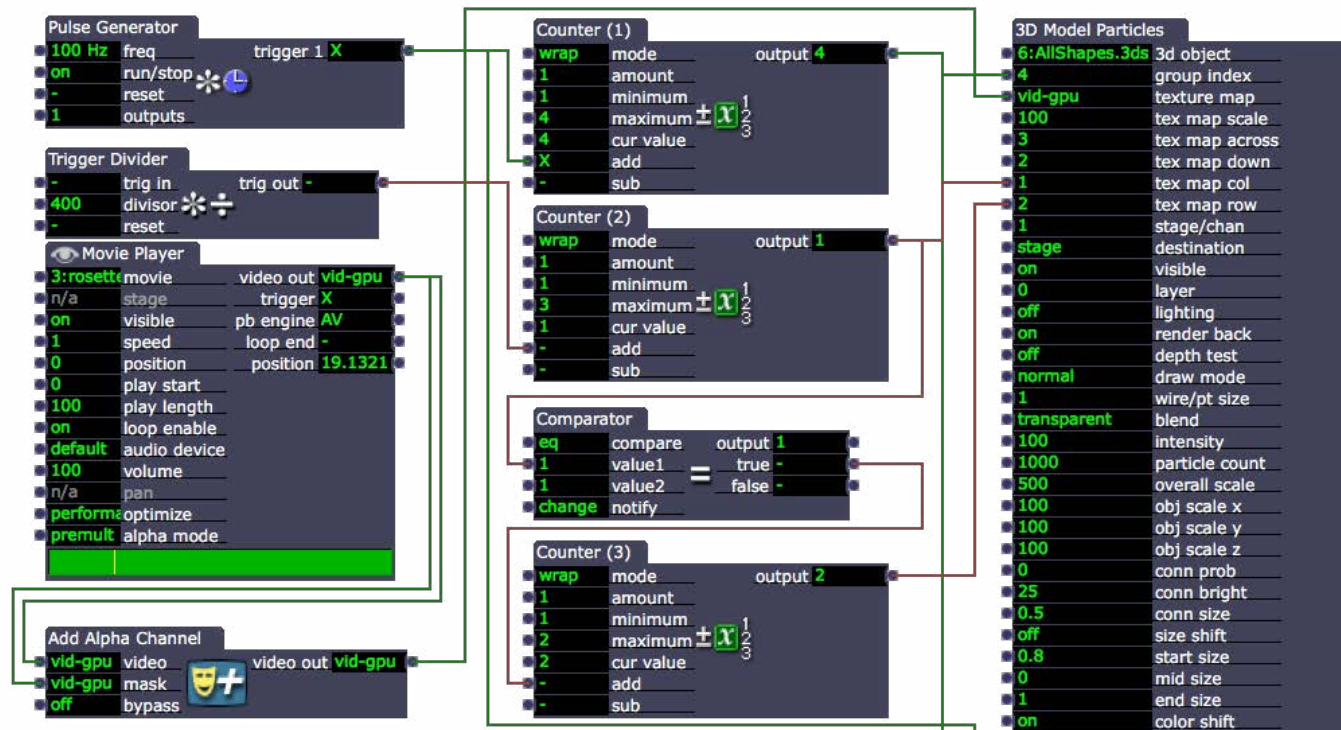 Pulse Generator
100 Hz freq trigger 1 X
on run/stop
- reset
1 outputs
Trigger Divider
- trig in trig out -
400 divisor
- reset
Movie Player
3:rosette movie video out vid-gpu
n/a stage trigger X
on visible pb engine AV
1 speed loop end -
0 position position 19.1321
0 play start
100 play length
on loop enable
default audio device
100 volume
n/a pan
performa optimize
premult alpha mode
Add Alpha Channel
vid-gpu video video out vid-gpu
vid-gpu mask
off bypass
Counter (1)
wrap mode output 4
1 amount
1 minimum
4 maximum ± x 1 2 3
4 cur value
X add
- sub
Counter (2)
wrap mode output 1
1 amount
1 minimum
3 maximum ± x 1 2 3
1 cur value
- add
- sub
Comparator
eq compare output 1
1 value1 = true -
1 value2 false -
change notify
Counter (3)
wrap mode output 2
1 amount
1 minimum
2 maximum ± x 1 2 3
2 cur value
- add
- sub
3D Model Particles
6:AllShapes.3ds 3d object
4 group index
vid-gpu texture map
100 tex map scale
3 tex map across
2 tex map down
1 tex map col
2 tex map row
1 stage/chan
stage destination
on visible
0 layer
off lighting
on render back
off depth test
normal draw mode
1 wire/pt size
transparent blend
100 intensity
1000 particle count
500 overall scale
100 obj scale x
100 obj scale y
100 obj scale z
0 conn prob
25 conn bright
0.5 conn size
off size shift
0.8 start size
0 mid size
1 end size
on color shift